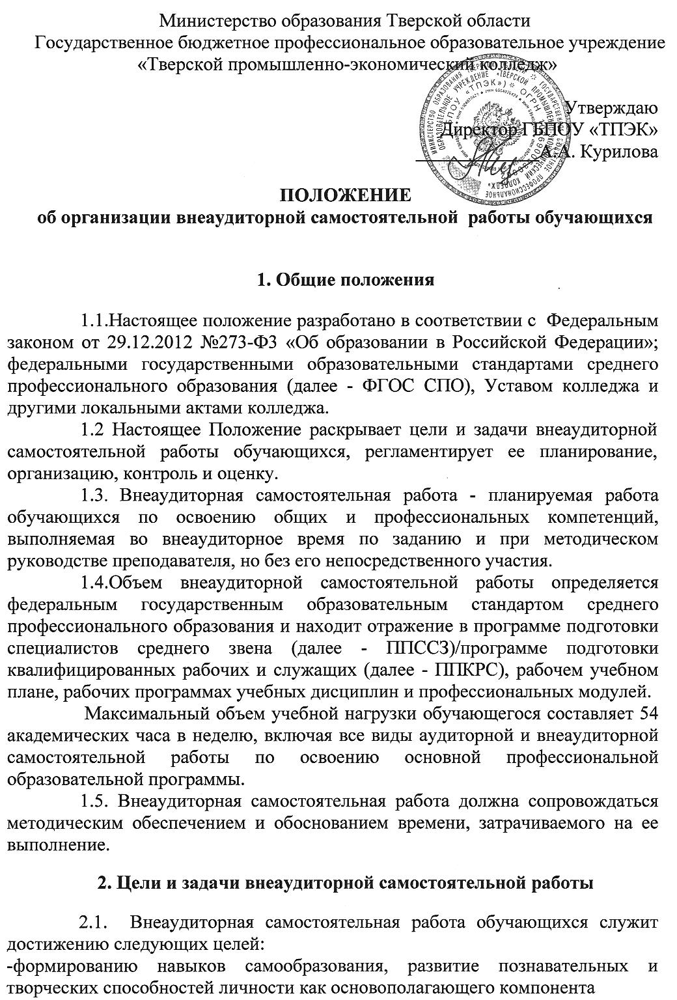 Министерство образования Тверской области
Государственное бюджетное профессиональное образовательное учреждение
«Тверской промышленно-экономический колледж»
Утверждаю
Директор ГБПОУ «ТПЭК»
А.А. Курилова
ПОЛОЖЕНИЕ
об организации внеаудиторной самостоятельной работы обучающихся
1. Общие положения
1.1.Настоящее положение разработано в соответствии с Федеральным
законом от 29.12.2012 №273-ФЗ «Об образовании в Российской Федерации»;
федеральными государственными образовательными стандартами среднего
профессионального образования (далее - ФГОС СПО), Уставом колледжа и
другими локальными актами колледжа.
1.2 Настоящее Положение раскрывает цели и задачи внеаудиторной
самостоятельной работы обучающихся, регламентирует ее планирование,
организацию, контроль и оценку.
1.3. Внеаудиторная самостоятельная работа - планируемая работа
обучающихся по освоению общих и профессиональных компетенций,
выполняемая во внеаудиторное время по заданию и при методическом
руководстве преподавателя, но без его непосредственного участия.
1.4.Объем внеаудиторной самостоятельной работы определяется
федеральным государственным образовательным стандартом среднего
профессионального образования и находит отражение в программе подготовки
специалистов среднего звена (далее - ППССЗ)/программе подготовки
квалифицированных рабочих и служащих (далее - ППКРС), рабочем учебном
плане, рабочих программах учебных дисциплин и профессиональных модулей.
Максимальный объем учебной нагрузки обучающегося составляет 54
академических часа в неделю, включая все виды аудиторной и внеаудиторной
самостоятельной работы по освоению основной профессиональной
образовательной программы.
1.5. Внеаудиторная самостоятельная работа должна сопровождаться
методическим обеспечением и обоснованием времени, затрачиваемого на ее
выполнение.
2. Цели и задачи внеаудиторной самостоятельной работы
2.1. Внеаудиторная самостоятельная работа обучающихся служит
достижению следующих целей:
-формированию навыков самообразования, развитие познавательных и
творческих способностей личности как основополагающего компонента